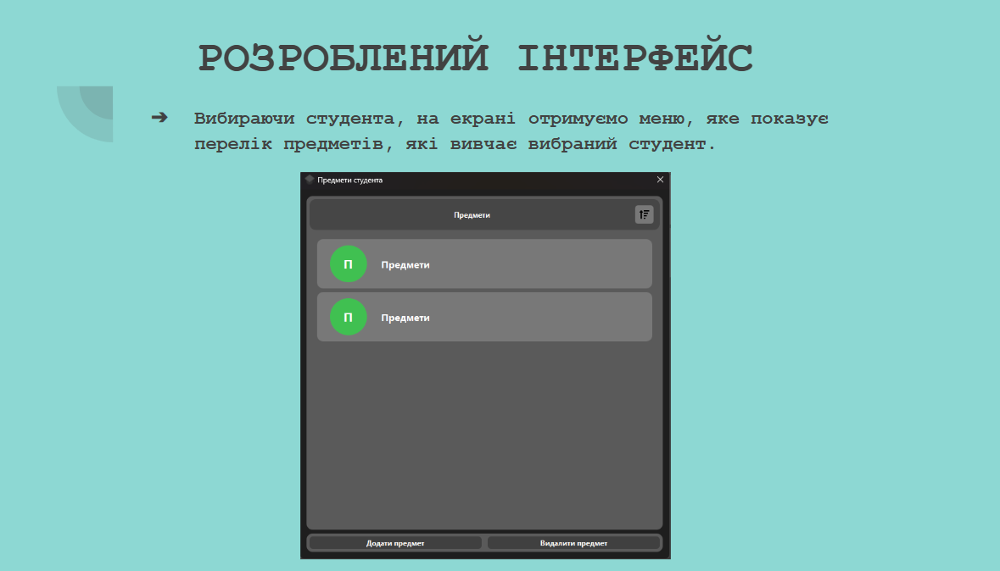 РОЗРОБЛЕНИЙ ІНТЕРФЕЙС
➔ Вибираючи студента, на екрані отримуємо меню, яке показує
перелік предметів, які вивчає вибраний студент.
Предмети студента
Предмети
П Предмети
П Предмети
Додати предмет Видалити предмет